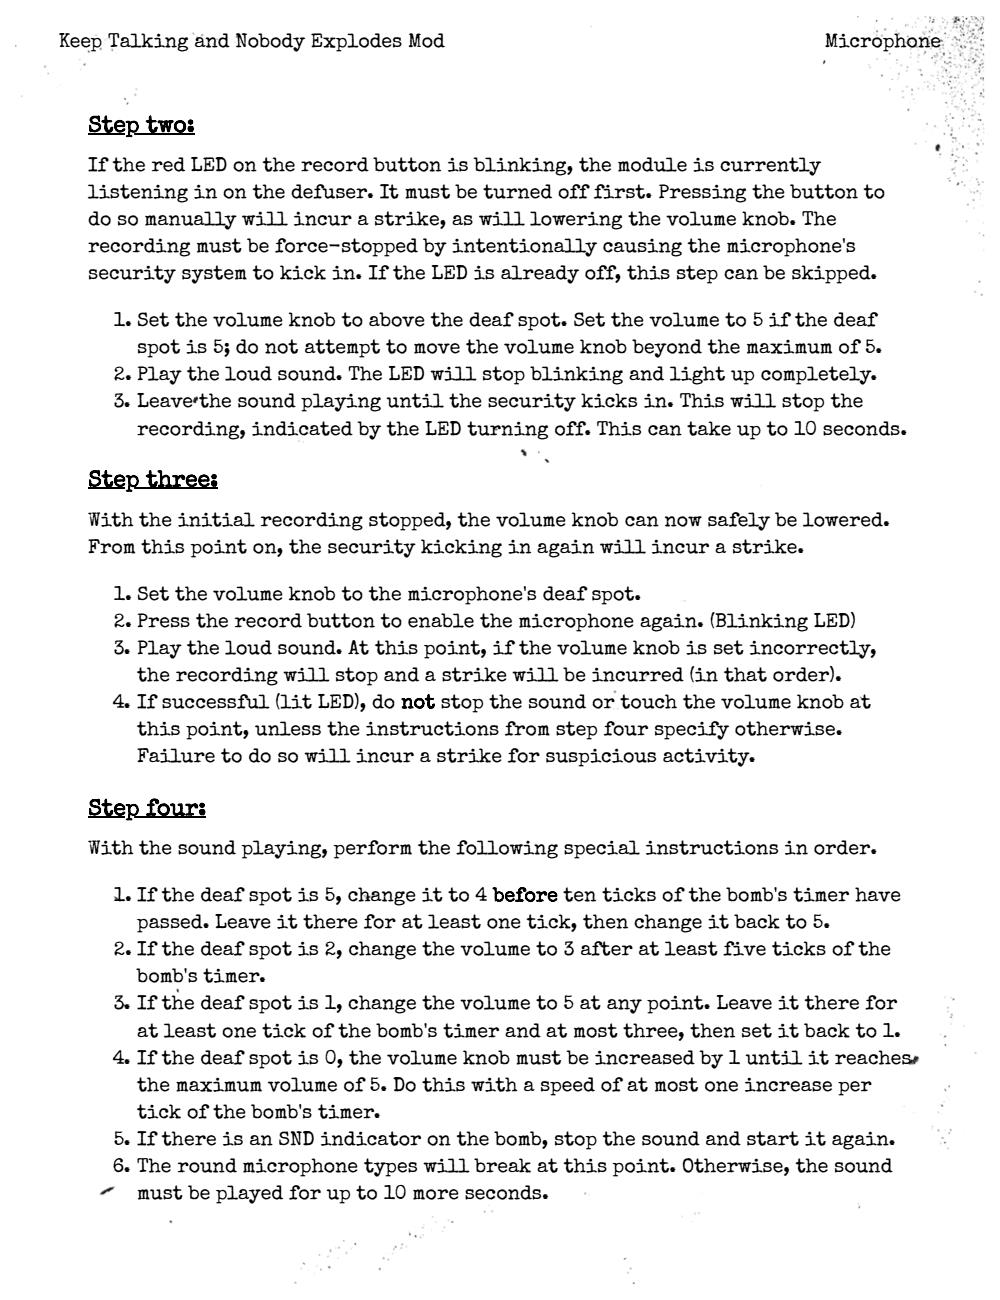 Keep Talking and Nobody Explodes Mod
Microphone
Step two:
If the red LED on the record button is blinking, the module is currently
listening in on the defuser. It must be turned off first. Pressing the button to
do so manually will incur a strike, as will lowering the volume knob. The
recording must be force-stopped by intentionally causing the microphone's
security system to kick in. If the LED is already off, this step can be skipped.
1. Set the volume knob to above the deaf spot. Set the volume to 5 if the deaf
spot is 5; do not attempt to move the volume knob beyond the maximum of 5.
2. Play the loud sound. The LED will stop blinking and light up completely.
3. Leave the sound playing until the security kicks in. This will stop the
recording, indicated by the LED turning off. This can take up to 10 seconds.
Step three:
With the initial recording stopped, the volume knob can now safely be lowered.
From this point on, the security kicking in again will incur a strike.
1. Set the volume knob to the microphone's deaf spot.
2. Press the record button to enable the microphone again. (Blinking LED)
3. Play the loud sound. At this point, if the volume knob is set incorrectly,
the recording will stop and a strike will be incurred (in that order).
4. If successful (lit LED), do not stop the sound or touch the volume knob at
this point, unless the instructions from step four specify otherwise.
Failure to do so will incur a strike for suspicious activity.
Step four:
With the sound playing, perform the following special instructions in order.
1. If the deaf spot is 5, change it to 4 before ten ticks of the bomb's timer have
passed. Leave it there for at least one tick, then change it back to 5.
2. If the deaf spot is 2, change the volume to 3 after at least five ticks of the
bomb's timer.
3. If the deaf spot is 1, change the volume to 5 at any point. Leave it there for
at least one tick of the bomb's timer and at most three, then set it back to 1.
4. If the deaf spot is 0, the volume knob must be increased by 1 until it reaches
the maximum volume of 5. Do this with a speed of at most one increase per
tick of the bomb's timer.
5. If there is an SND indicator on the bomb, stop the sound and start it again.
6. The round microphone types will break at this point. Otherwise, the sound
must be played for up to 10 more seconds.